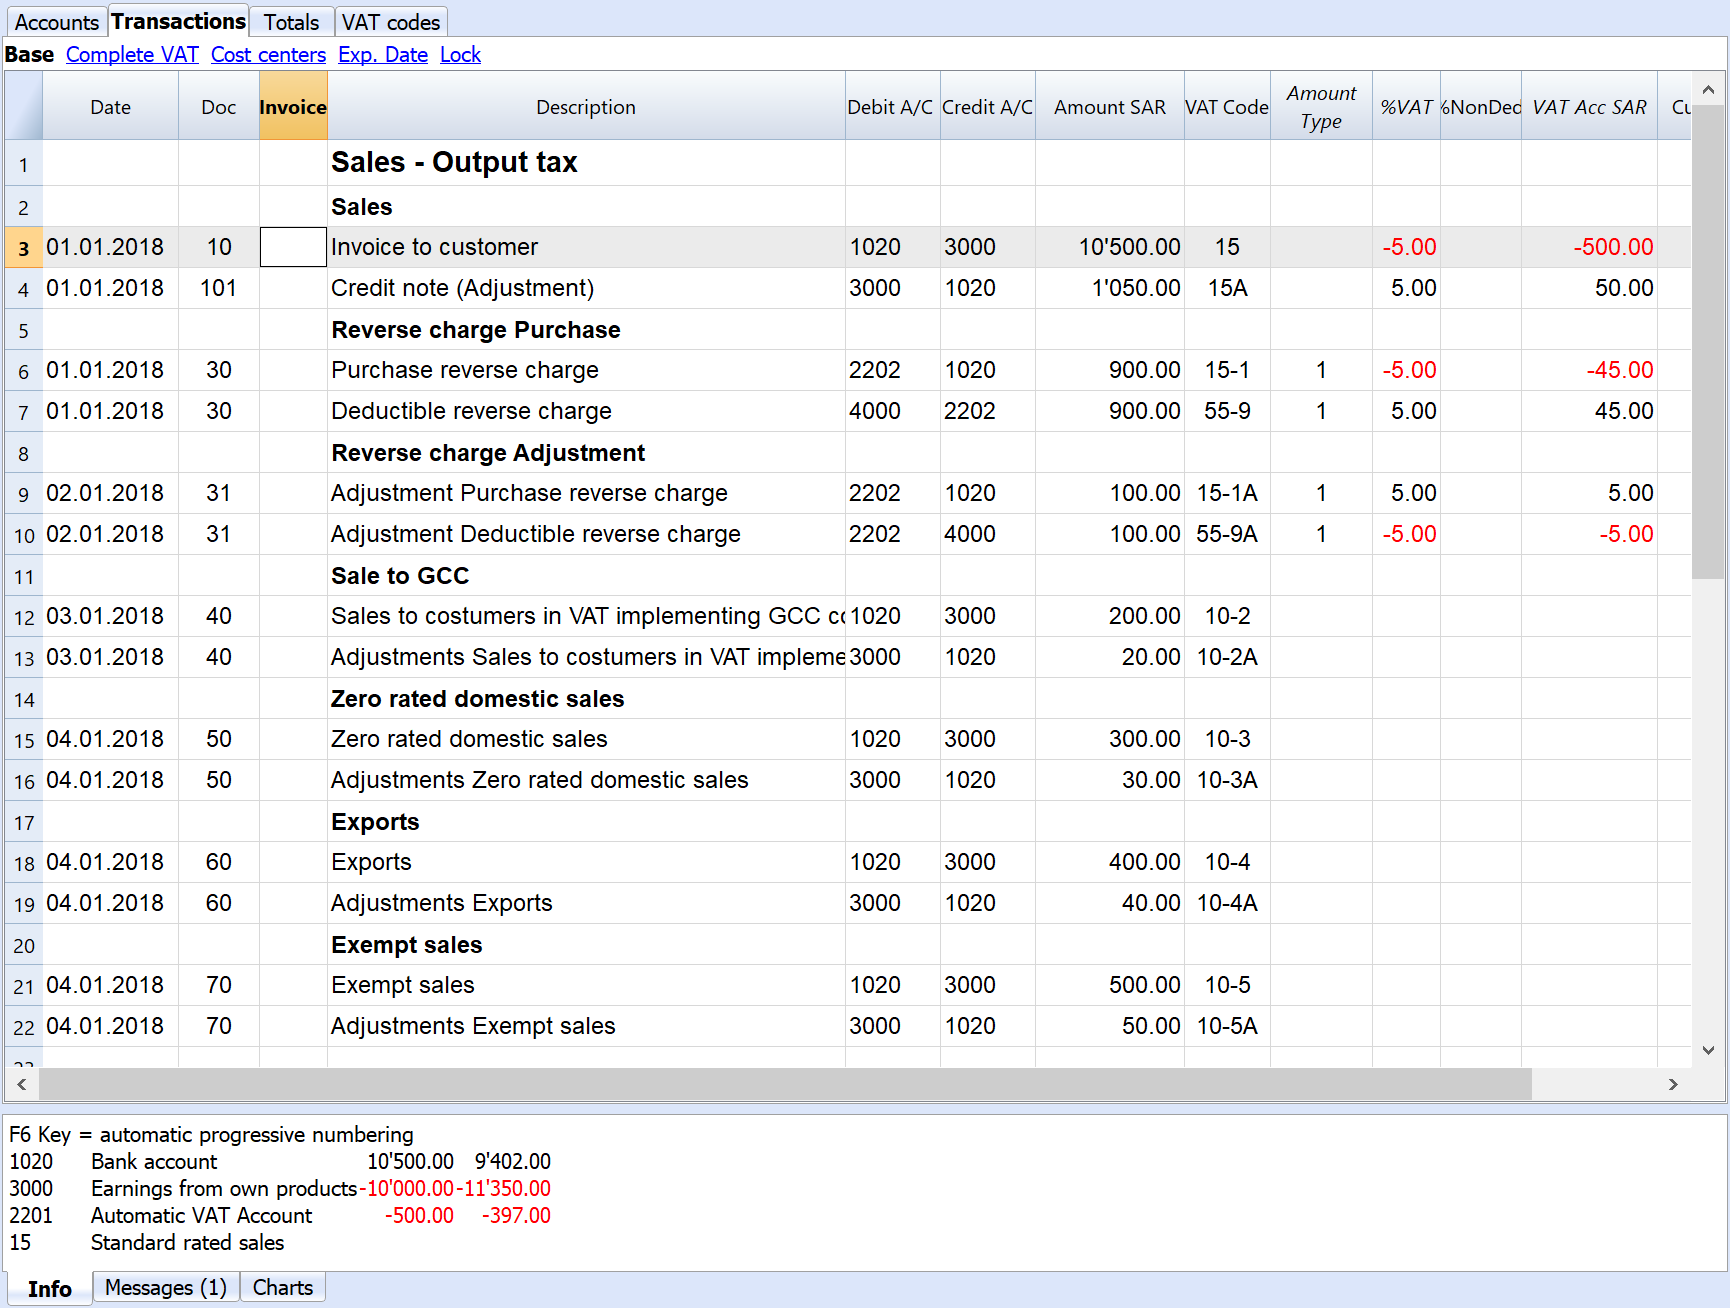 Accounts Transactions Totals VAT codes
Base Complete VAT Cost centers Exp. Date Lock
Date Doc Invoice Description Debit A/C Credit A/C Amount SAR VAT Code Amount Type %VAT %NonDed VAT Acc SAR Cu
1 Sales - Output tax
2 Sales
3 01.01.2018 10 Invoice to customer 1020 3000 10'500.00 15 -5.00 -500.00
4 01.01.2018 101 Credit note (Adjustment) 3000 1020 1'050.00 15A 5.00 50.00
5 Reverse charge Purchase
6 01.01.2018 30 Purchase reverse charge 2202 1020 900.00 15-1 1 -5.00 -45.00
7 01.01.2018 30 Deductible reverse charge 4000 2202 900.00 55-9 1 5.00 45.00
8 Reverse charge Adjustment
9 02.01.2018 31 Adjustment Purchase reverse charge 2202 1020 100.00 15-1A 1 5.00 5.00
10 02.01.2018 31 Adjustment Deductible reverse charge 2202 4000 100.00 55-9A 1 -5.00 -5.00
11 Sale to GCC
12 03.01.2018 40 Sales to costumers in VAT implementing GCC co 1020 3000 200.00 10-2
13 03.01.2018 40 Adjustments Sales to costumers in VAT impleme 3000 1020 20.00 10-2A
14 Zero rated domestic sales
15 04.01.2018 50 Zero rated domestic sales 1020 3000 300.00 10-3
16 04.01.2018 50 Adjustments Zero rated domestic sales 3000 1020 30.00 10-3A
17 Exports
18 04.01.2018 60 Exports 1020 3000 400.00 10-4
19 04.01.2018 60 Adjustments Exports 3000 1020 40.00 10-4A
20 Exempt sales
21 04.01.2018 70 Exempt sales 1020 3000 500.00 10-5
22 04.01.2018 70 Adjustments Exempt sales 3000 1020 50.00 10-5A
23
F6 Key = automatic progressive numbering
1020 Bank account 10'500.00 9'402.00
3000 Earnings from own products -10'000.00 -11'350.00
2201 Automatic VAT Account -500.00 -397.00
15 Standard rated sales
Info Messages (1) Charts